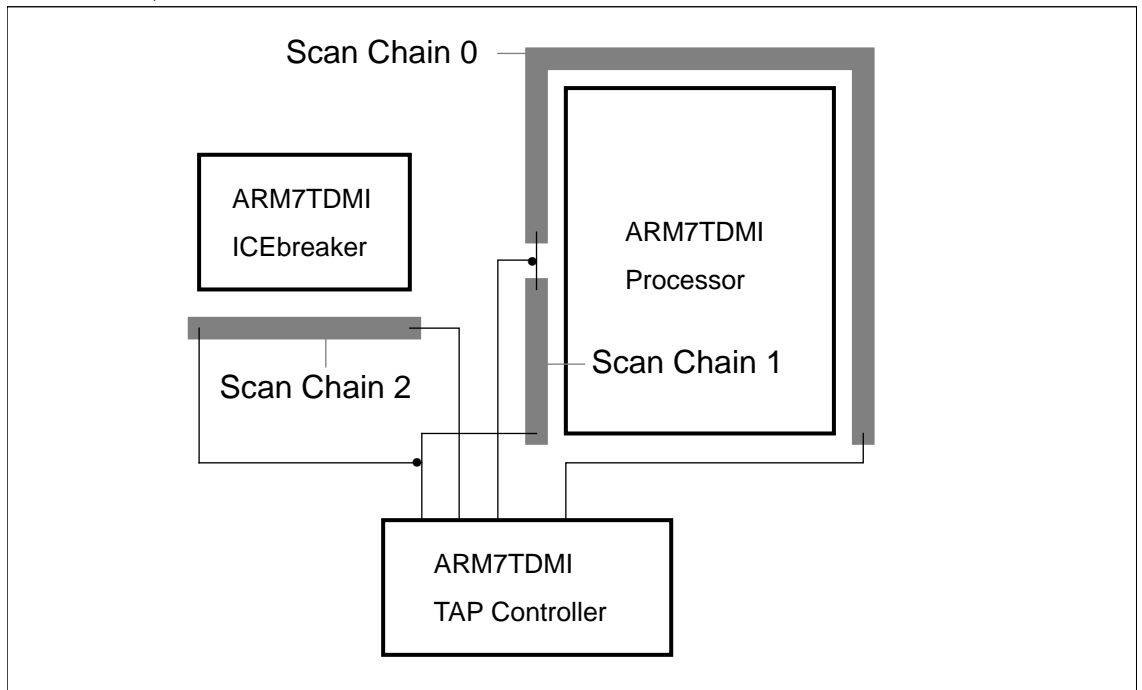 Scan Chain 0
ARM7TDMI
ICEbreaker
ARM7TDMI
Processor
Scan Chain 1
Scan Chain 2
ARM7TDMI
TAP Controller